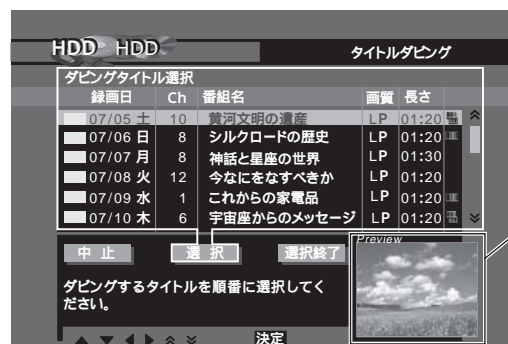 HDD HDD
タイトルダビング
ダビングタイトル選択
録画日 Ch 番組名 画質 長さ
07/05 土 10 黄河文明の遺産 LP 01:20
07/06 日 8 シルクロードの歴史 LP 01:20
07/07 月 8 神話と星座の世界 LP 01:30
07/08 火 12 今なにをなすべきか LP 01:20
07/09 水 1 これからの家電品 LP 01:20
07/10 木 6 宇宙座からのメッセージ LP 01:20
中 止 選 択 選択終了
Preview
ダビングするタイトルを順番に選択してく
ださい。
決定